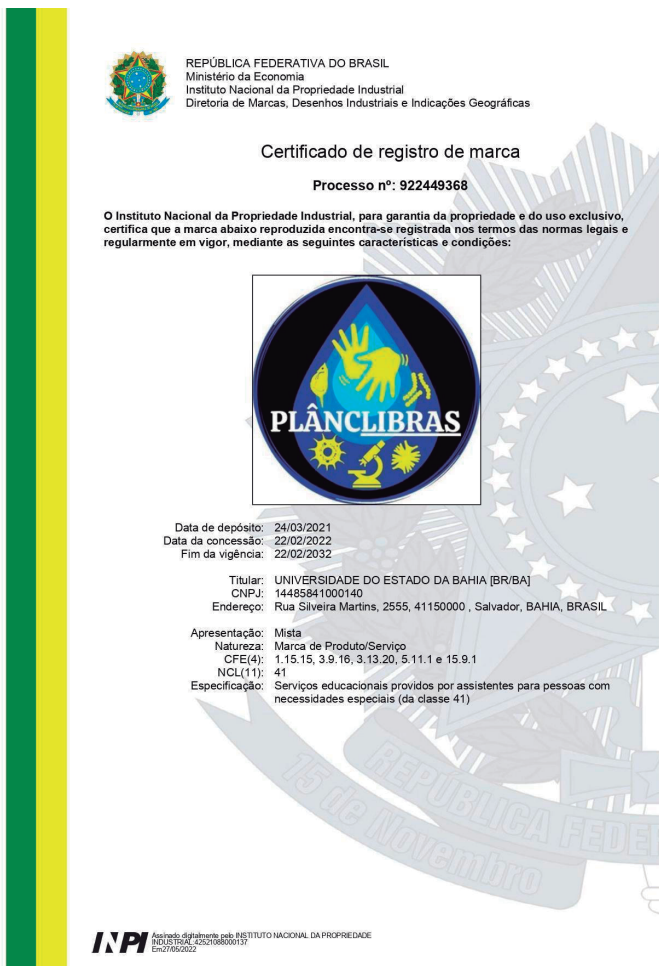 REPÚBLICA FEDERATIVA DO BRASIL
Ministério da Economia
Instituto Nacional da Propriedade Industrial
Diretoria de Marcas, Desenhos Industriais e Indicações Geográficas
Certificado de registro de marca
Processo nº: 922449368
O Instituto Nacional da Propriedade Industrial, para garantia da propriedade e do uso exclusivo,
certifica que a marca abaixo reproduzida encontra-se registrada nos termos das normas legais e
regularmente em vigor, mediante as seguintes características e condições:
PLÂNCLIBRAS
Data de depósito: 24/03/2021
Data da concessão: 22/02/2022
Fim da vigência: 22/02/2032
Titular: UNIVERSIDADE DO ESTADO DA BAHIA [BR/BA]
CNPJ: 14485841000140
Endereço: Rua Silveira Martins, 2555, 41150000 , Salvador, BAHIA, BRASIL
Apresentação: Mista
Natureza: Marca de Produto/Serviço
CFE(4): 1.15.15, 3.9.16, 3.13.20, 5.11.1 e 15.9.1
NCL(11): 41
Especificação: Serviços educacionais providos por assistentes para pessoas com
necessidades especiais (da classe 41)
REPÚBLICA FEDE
15 de Novembro
INPI
Assinado digitalmente pelo INSTITUTO NACIONAL DA PROPRIEDADE
INDUSTRIAL:42521088000137
Em27/05/2022